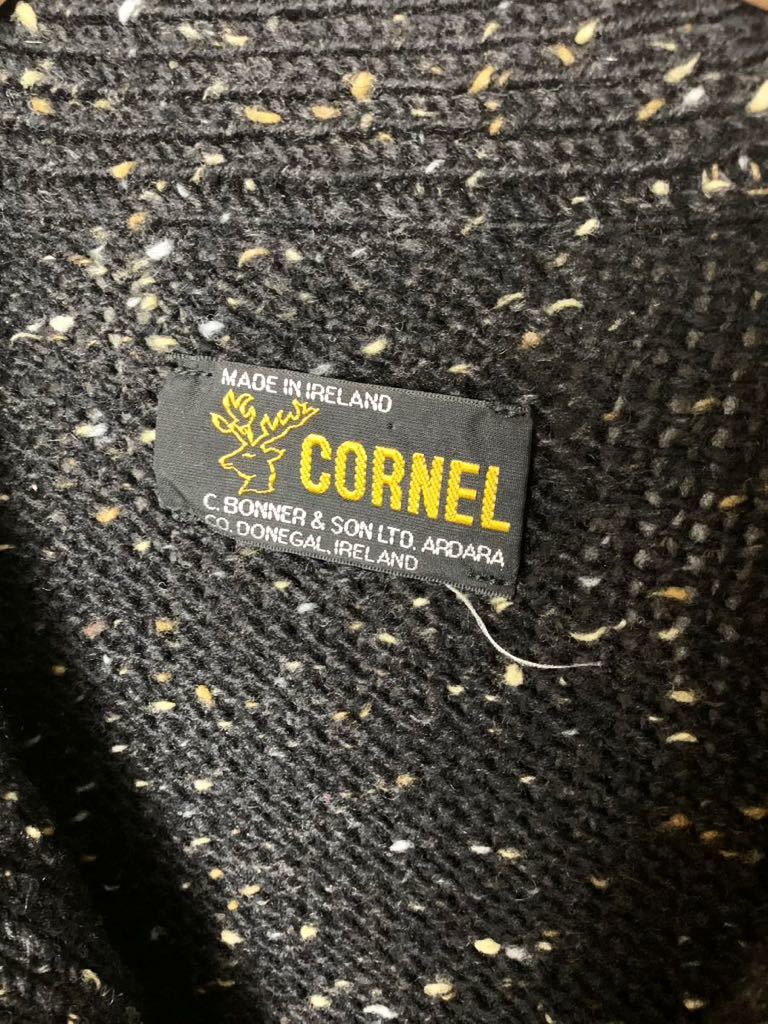 MADE IN IRELAND
CORNEL
C. BONNER & SON LTD. ARDARA
CO. DONEGAL, IRELAND